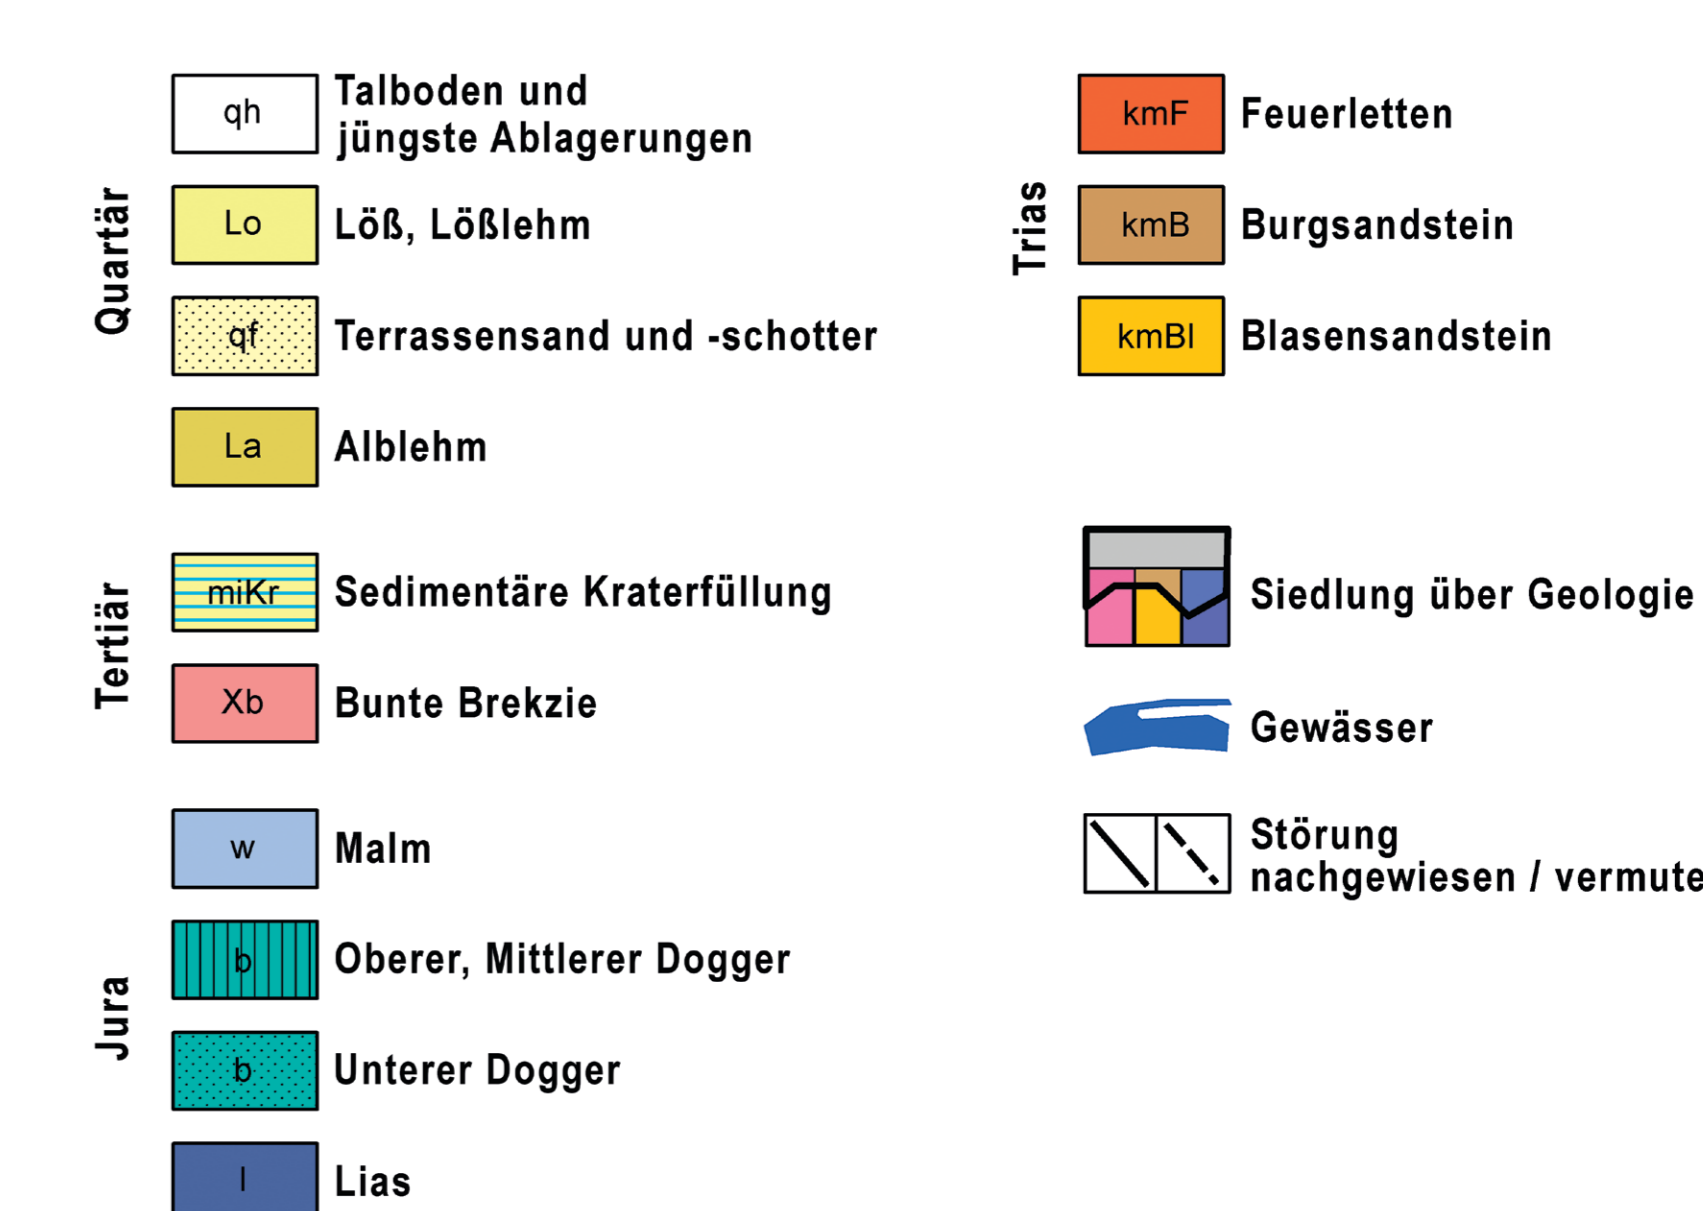 Quartär
qh
Talboden und
jüngste Ablagerungen
Lo
Löß, Lößlehm
qf
Terrassensand und -schotter
La
Alblehm
Tertiär
miKr
Sedimentäre Kraterfüllung
Xb
Bunte Brekzie
Jura
w
Malm
b
Oberer, Mittlerer Dogger
b
Unterer Dogger
l
Lias
Trias
kmF
Feuerletten
kmB
Burgsandstein
kmBl
Blasensandstein
Siedlung über Geologie
Gewässer
Störung
nachgewiesen / vermute